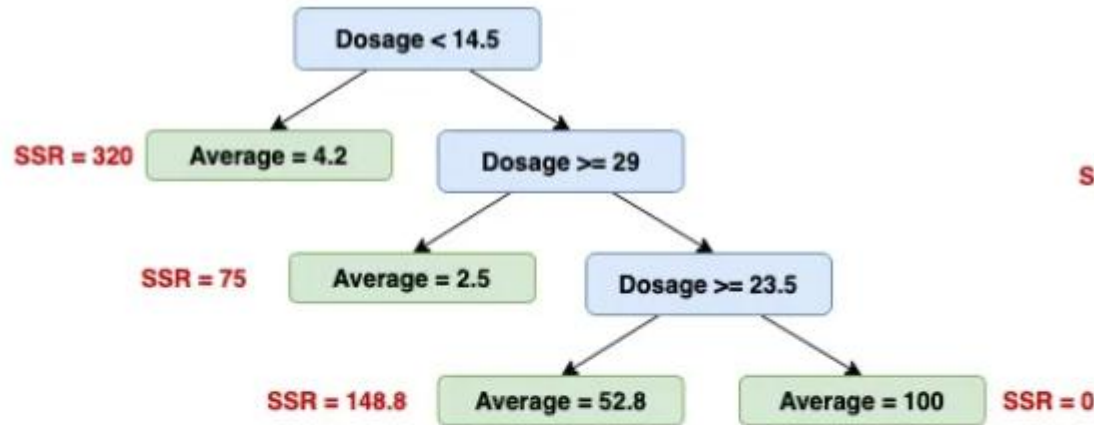 Dosage < 14.5
SSR = 320
Average = 4.2
Dosage >= 29
S
SSR = 75
Average = 2.5
Dosage >= 23.5
SSR = 148.8
Average = 52.8
Average = 100
SSR = 0